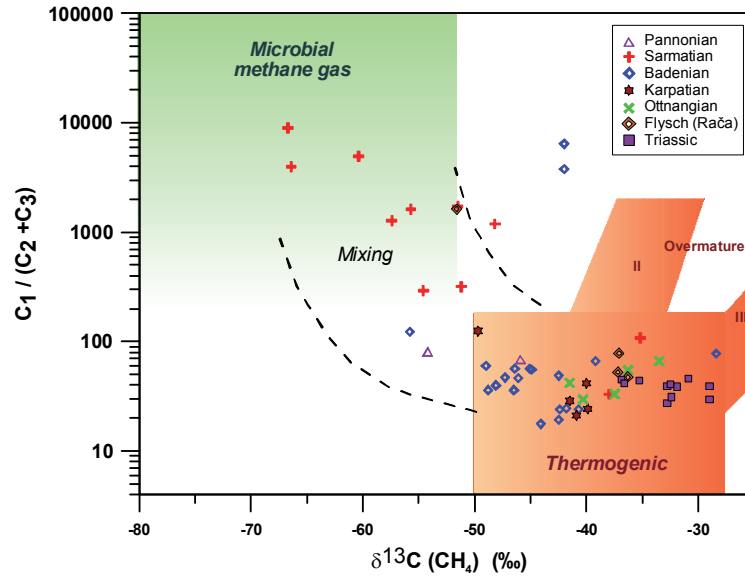 100000
10000
1000
100
10
C1 / (C2 +C3)
-80
-70
-60
-50
-40
-30
δ13C (CH4) (‰)
Microbial
methane gas
Mixing
Thermogenic
II
Overmature
III
Pannonian
Sarmatian
Badenian
Karpatian
Ottnangian
Flysch (Rača)
Triassic